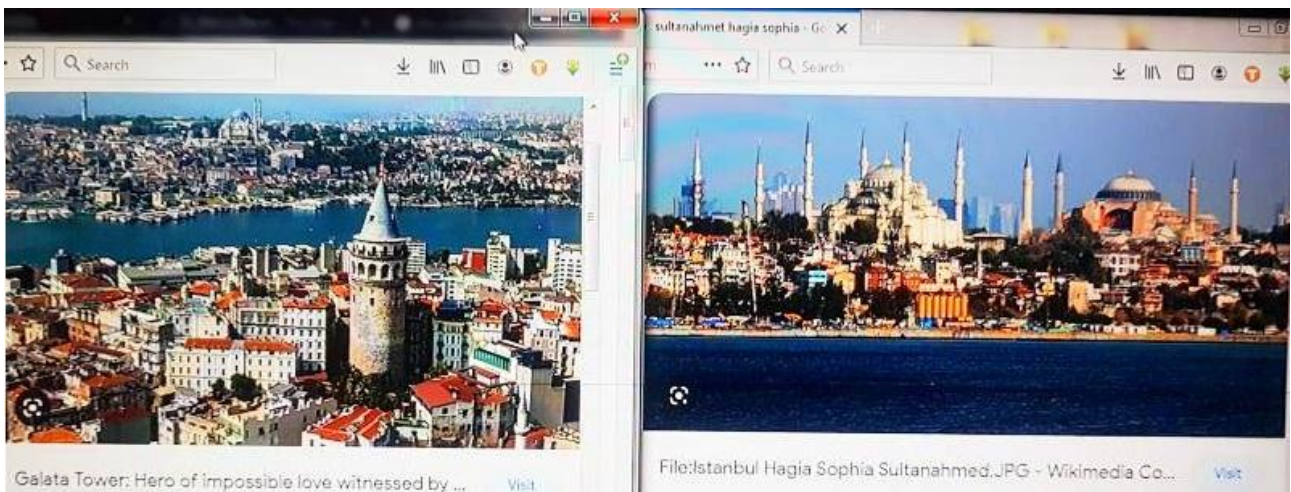 Search
Galata Tower: Hero of impossible love witnessed by ...
Visit
sultanahmet hagia sophia - Go
m
Search
File:Istanbul Hagia Sophia Sultanahmed.JPG - Wikimedia Co...
Visit